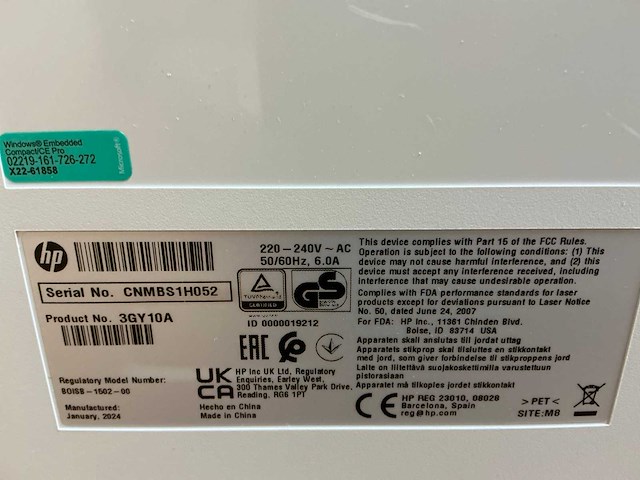 Windows® Embedded
Compact/CE Pro
02219-161-726-272
X22-61858
Microsoft®
hp
220–240V ~ AC
50/60Hz, 6.0A
Serial No. CNMBS1H052
Product No. 3GY10A
ID 0000019212
EAC
Regulatory Model Number:
BOISB-1502-00
Manufactured:
January, 2024
UK
CA
HP Inc UK Ltd, Regulatory
Enquiries, Earley West,
300 Thames Valley Park Drive,
Reading, RG6 1PT
Hecho en China
Made in China
This device complies with Part 15 of the FCC Rules.
Operation is subject to the following conditions: (1) This
device may not cause harmful interference, and (2) this
device must accept any interference received, including
interference that may cause undesirable operation.
Complies with FDA performance standards for laser
products except for deviations pursuant to Laser Notice
No. 50, dated June 24, 2007
For FDA: HP Inc., 11361 Chinden Blvd.
Boise, ID 83714 USA
Apparaten skall anslutas till jordat uttag
Apparatets stikprop skal tilsluttes en stikkontakt
med jord, som giver forbindelse til stikproppens jord
Laite on liitettävä suojakoskettimilla varustettuun
pistorasiaan
Apparatet må tilkoples jordet stikkontakt
CE HP REG 23010, 08028
Barcelona, Spain
reg@hp.com
>PET<
SITE:MB